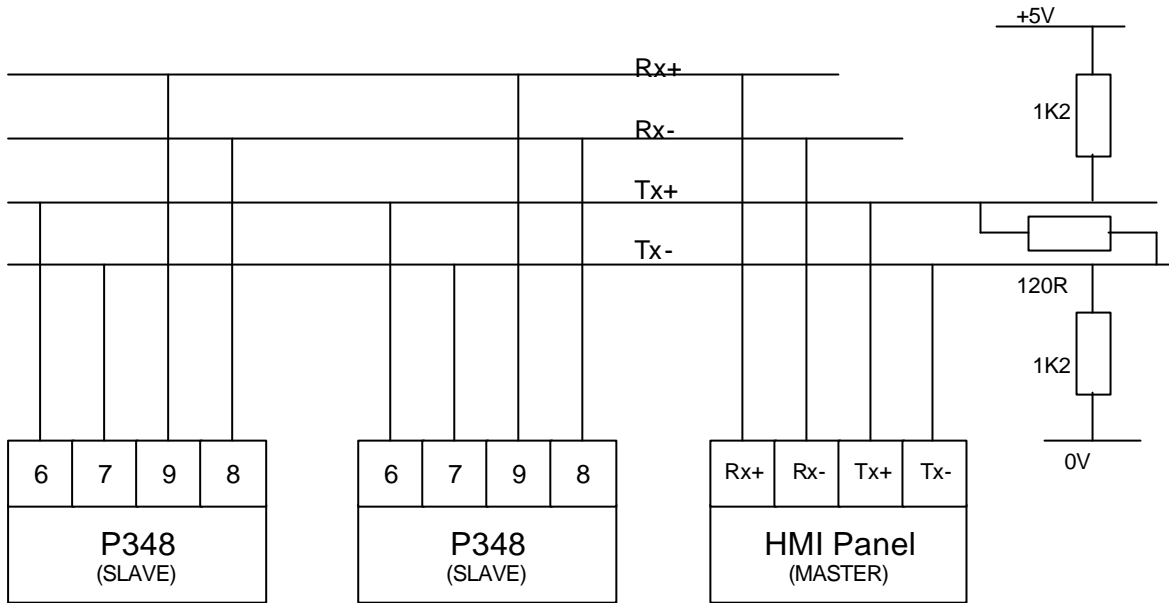 +5V
Rx+
1K2
Rx-
Tx+
Tx-
120R
1K2
6 7 9 8
6 7 9 8
Rx+ Rx- Tx+ Tx-
0V
P348
(SLAVE)
P348
(SLAVE)
HMI Panel
(MASTER)